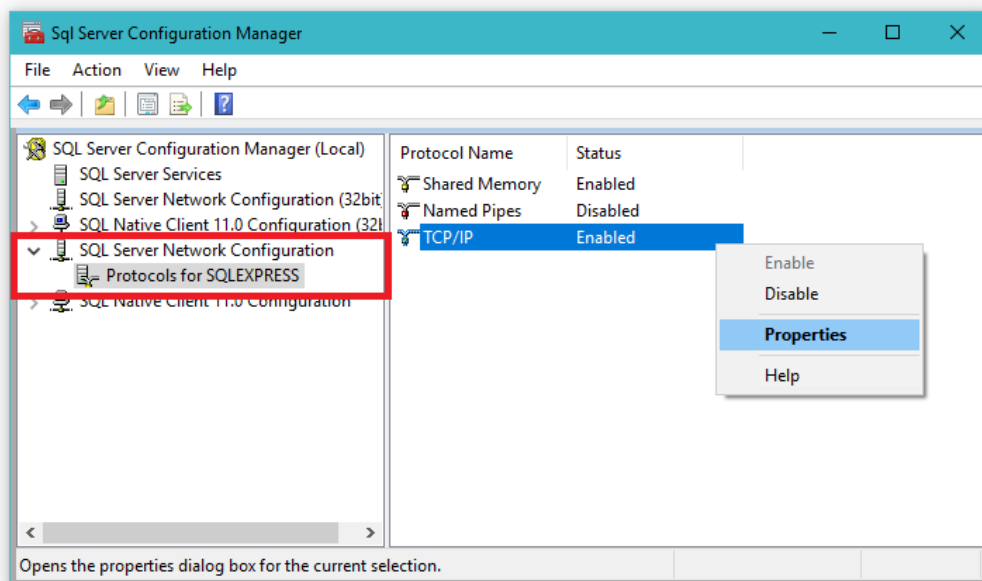 Sql Server Configuration Manager
File Action View Help
SQL Server Configuration Manager (Local)
SQL Server Services
SQL Server Network Configuration (32bit
SQL Native Client 11.0 Configuration (32
SQL Server Network Configuration
Protocols for SQLEXPRESS
SQL Native Client 11.0 Configuration
Protocol Name Status
Shared Memory Enabled
Named Pipes Disabled
TCP/IP Enabled
Enable
Disable
Properties
Help
Opens the properties dialog box for the current selection.